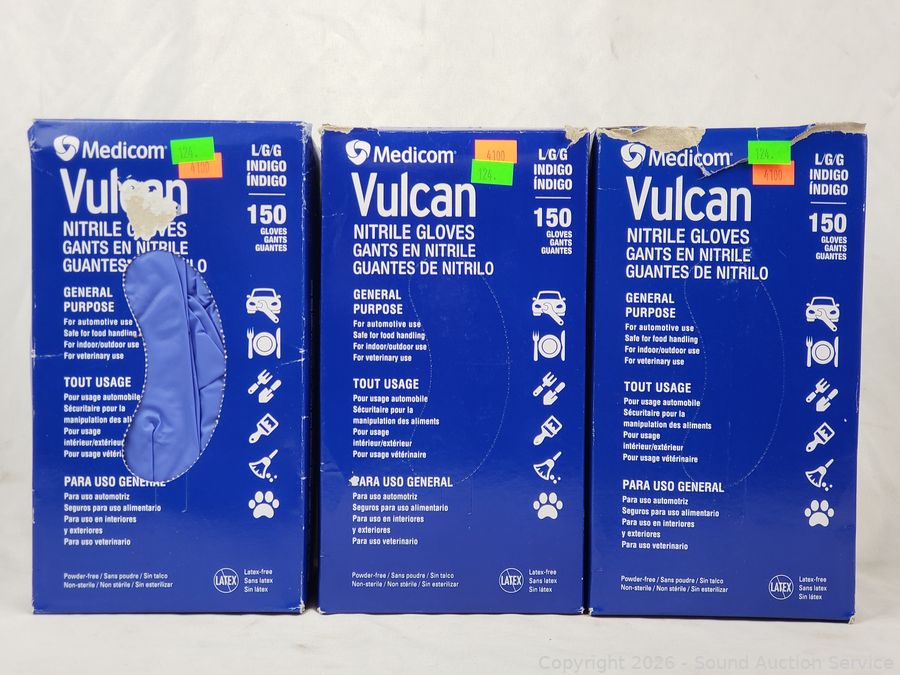 Medicom®
124.
4100
L/G/G
INDIGO
ÍNDIGO
Vulcan
150
GLOVES
GANTS
GUANTES
NITRILE GLOVES
GANTS EN NITRILE
GUANTES NITRILO
GENERAL
PURPOSE
For automotive use
Safe for food handling
For indoor/outdoor use
For veterinary use
TOUT USAGE
Pour usage automobile
Sécuritaire pour la
manipulation des
Pour usage
intérieur/extérieur
Pour usage
PARA USO GENERAL
Para uso automotriz
Seguros para uso alimentario
Para uso en interiores
y exteriores
Para uso veterinario
Powder-free / Sans poudre / Sin talco
Non-sterile / Non stérile / Sin esterilizar
LATEX
Latex-free
Sans latex
Sin látex
Medicom®
4100
124.
L/G/G
INDIGO
ÍNDIGO
Vulcan
150
GLOVES
GANTS
GUANTES
NITRILE GLOVES
GANTS EN NITRILE
GUANTES DE NITRILO
GENERAL
PURPOSE
For automotive use
Safe for food handling
For indoor/outdoor use
For veterinary use
TOUT USAGE
Pour usage automobile
Sécuritaire pour la
manipulation des aliments
Pour usage
intérieur/extérieur
Pour usage vétérinaire
PARA USO GENERAL
Para uso automotriz
Seguros para uso alimentario
Para uso en interiores
y exteriores
Para uso veterinario
Powder-free / Sans poudre / Sin talco
Non-sterile / Non stérile / Sin esterilizar
LATEX
Latex-free
Sans latex
Sin látex
Medicom®
124.
4100
L/G/G
INDIGO
ÍNDIGO
Vulcan
150
GLOVES
GANTS
GUANTES
NITRILE GLOVES
GANTS EN NITRILE
GUANTES DE NITRILO
GENERAL
PURPOSE
For automotive use
Safe for food handling
For indoor/outdoor use
For veterinary use
TOUT USAGE
Pour usage automobile
Sécuritaire pour la
manipulation des aliments
Pour usage
intérieur/extérieur
Pour usage vétérinaire
PARA USO GENERAL
Para uso automotriz
Seguros para uso alimentario
Para uso en interiores
y exteriores
Para uso veterinario
Powder-free / Sans poudre / Sin talco
Non-sterile / Non stérile / Sin esterilizar
LATEX
Latex-free
Sans latex
Sin látex
Copyright 2026 - Sound Auction Service